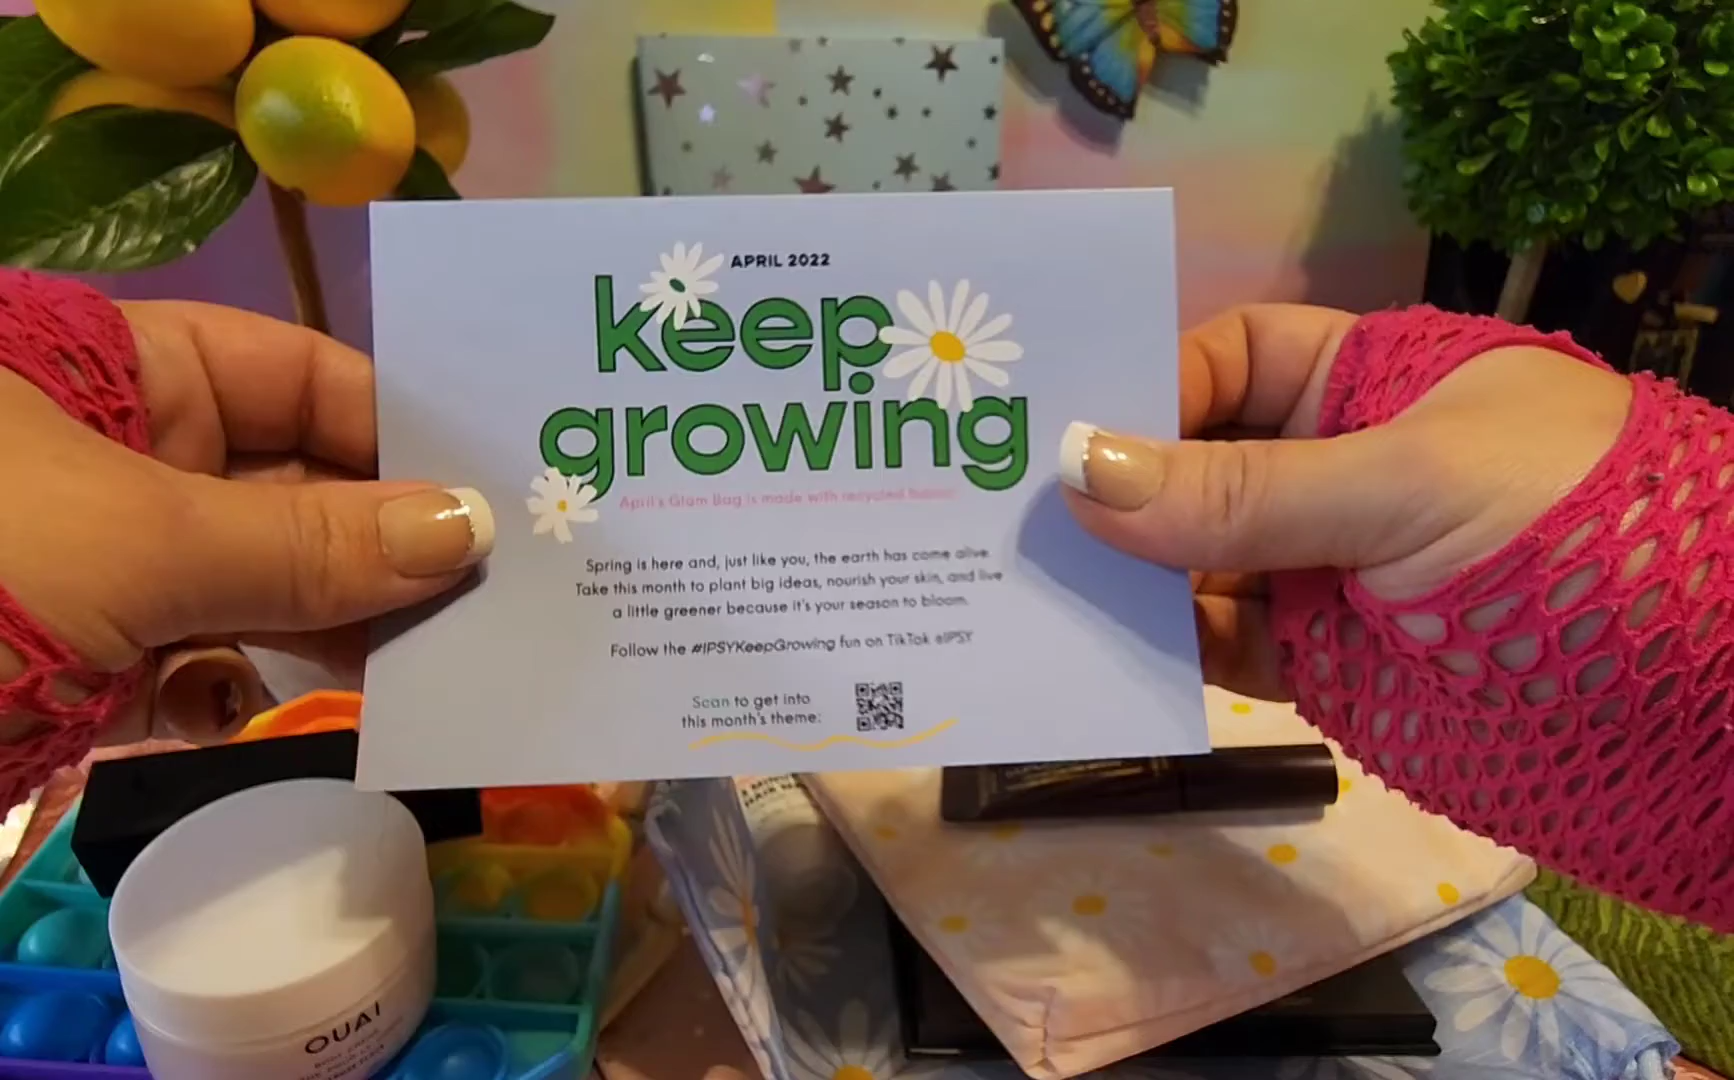 APRIL 2022
keep
growing
April's Glam Bag is made with recycled
Spring is here and, just like you, the earth has come alive.
Take this month to plant big ideas, nourish your skin, and live
a little greener because it's your season to bloom.
Follow the #IPSYKeepGrowing fun on TikTok @IPSY
Scan to get into
this month's theme:
OUAI